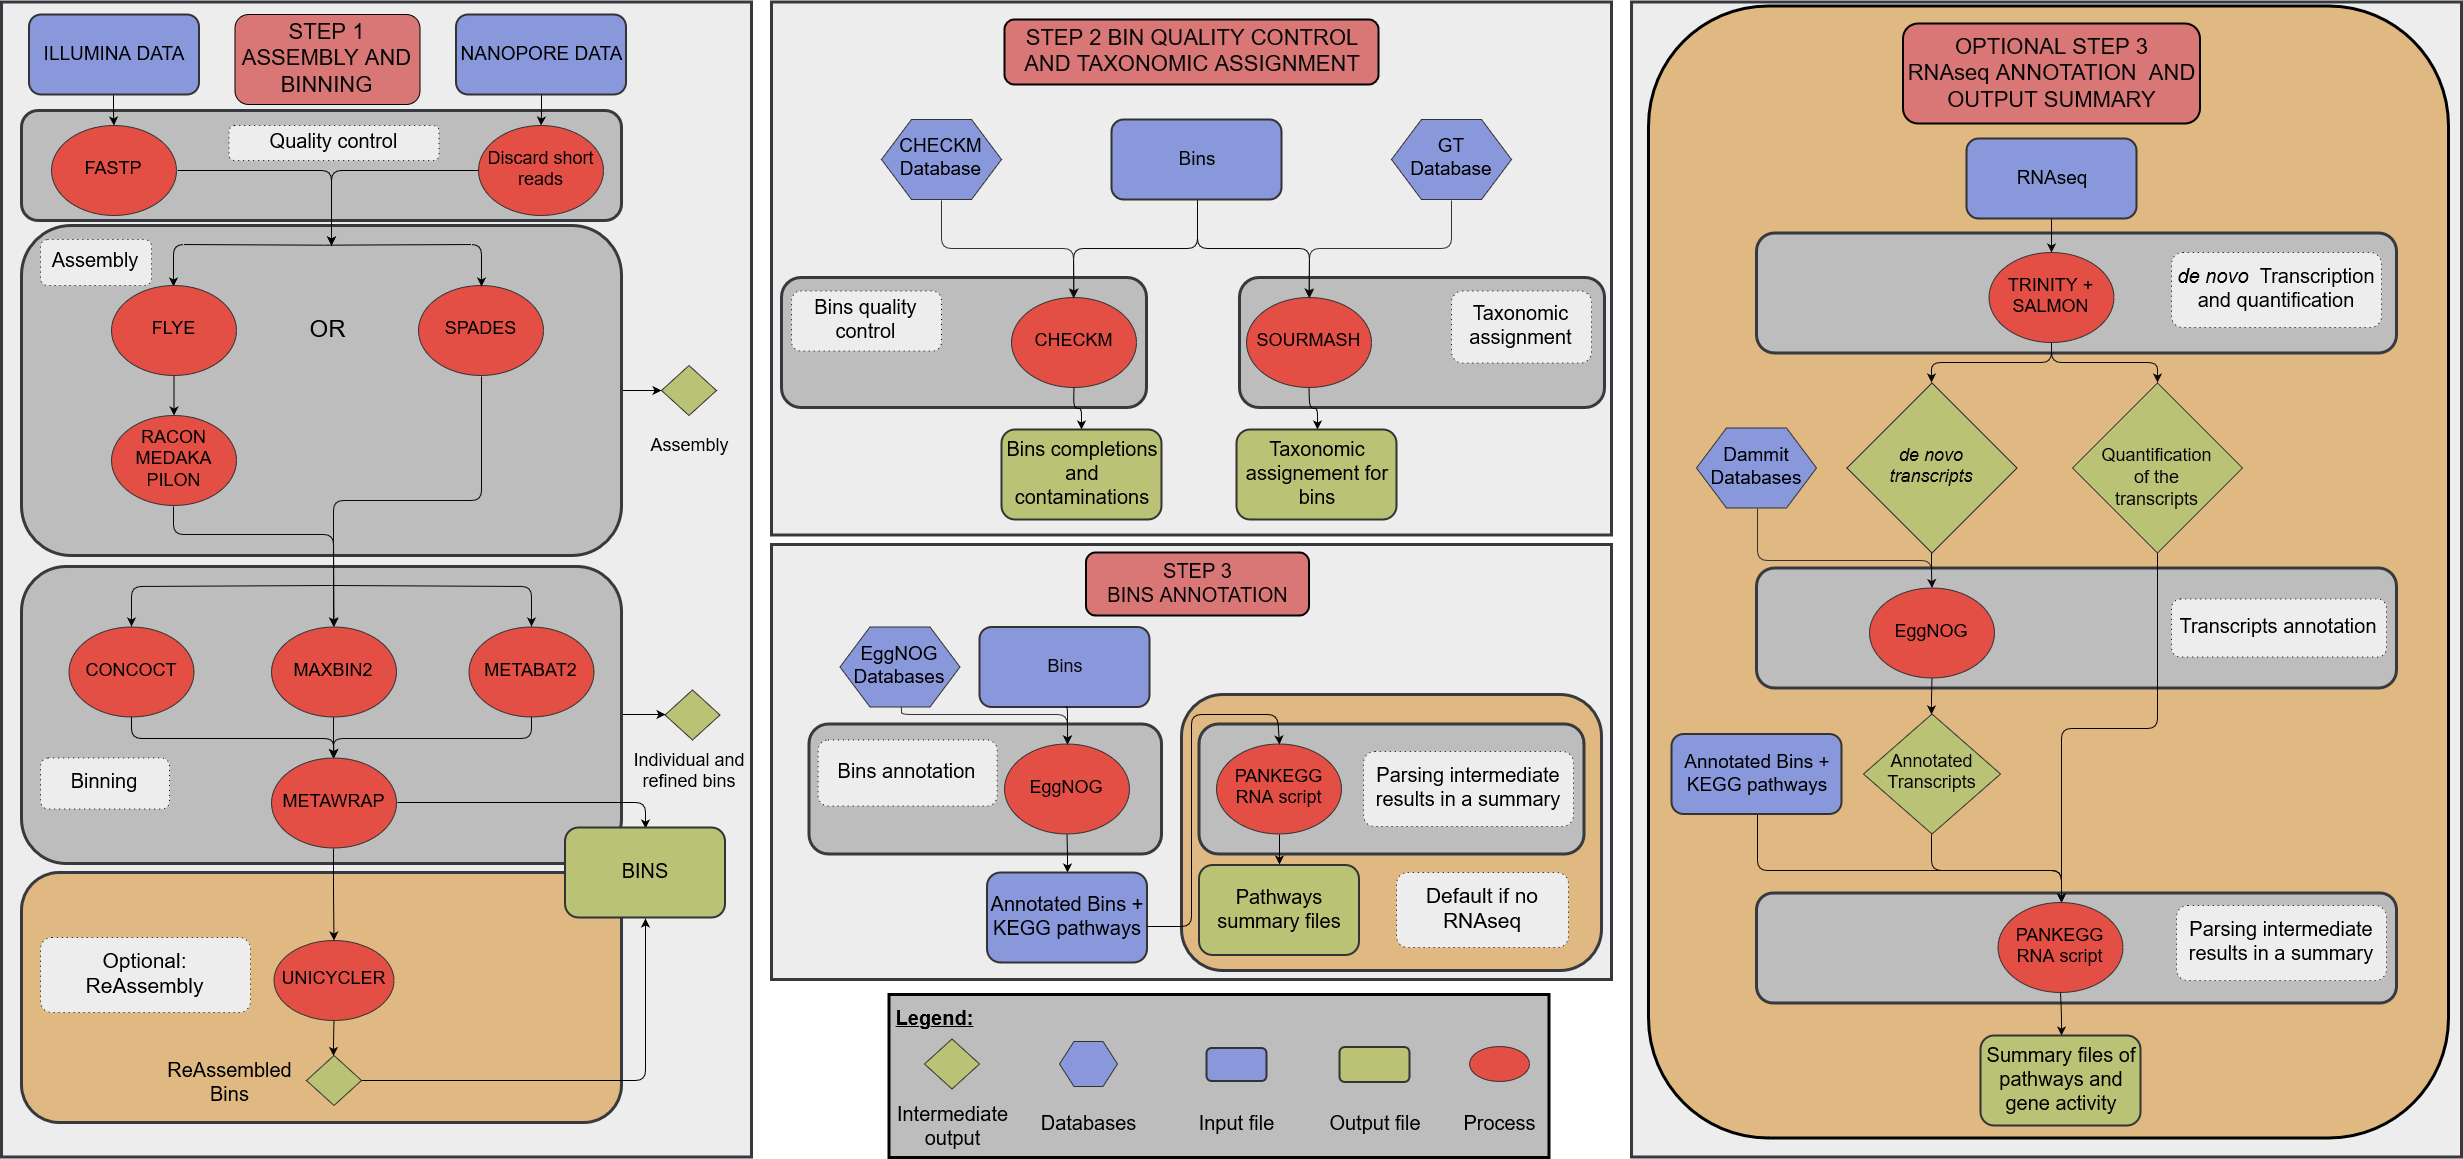 ILLUMINA DATA
STEP 1
ASSEMBLY AND
BINNING
NANOPORE DATA
Quality control
FASTP
Discard short
reads
Assembly
FLYE
OR
SPADES
RACON
MEDAKA
PILON
Assembly
CONCOCT
MAXBIN2
METABAT2
Individual and
refined bins
Binning
METAWRAP
BINS
Optional:
ReAssembly
UNICYCLER
ReAssembled
Bins
STEP 2 BIN QUALITY CONTROL
AND TAXONOMIC ASSIGNMENT
CHECKM
Database
Bins
GT
Database
Bins quality
control
CHECKM
SOURMASH
Taxonomic
assignment
Bins completions
and
contaminations
Taxonomic
assignement for
bins
STEP 3
BINS ANNOTATION
EggNOG
Databases
Bins
Bins annotation
EggNOG
PANKEGG
RNA script
Parsing intermediate
results in a summary
Annotated Bins +
KEGG pathways
Pathways
summary files
Default if no
RNAseq
Legend:
Intermediate
output
Databases
Input file
Output file
Process
OPTIONAL STEP 3
RNAseq ANNOTATION AND
OUTPUT SUMMARY
RNAseq
TRINITY +
SALMON
de novo Transcription
and quantification
Dammit
Databases
de novo
transcripts
Quantification
of the
transcripts
EggNOG
Transcripts annotation
Annotated Bins +
KEGG pathways
Annotated
Transcripts
PANKEGG
RNA script
Parsing intermediate
results in a summary
Summary files of
pathways and
gene activity